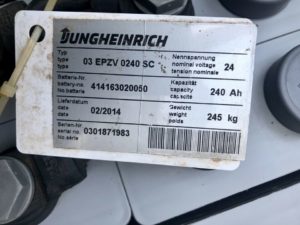 JUNGHEINRICH
Typ
type
type
03 EPZV 0240 SC
Nennspannung
nominal voltage
tension nominale
24
Batterie-Nr.
battery-no.
batterie no.
414163020050
Kapazität
capacity
capacité
240 Ah
Lieferdatum
date
date
02/2014
Gewicht
weight
poids
245 kg
Serien-Nr
serial no.
No.série
0301871983